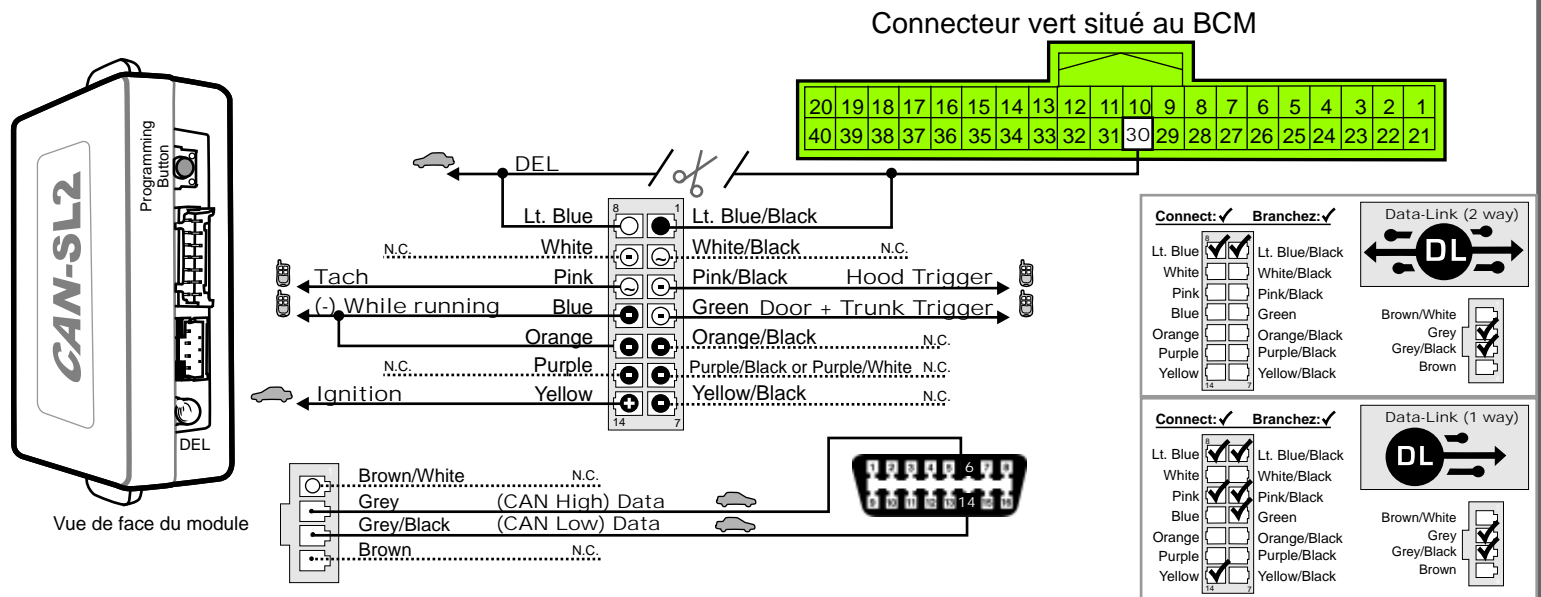 Connecteur vert situé au BCM
20 19 18 17 16 15 14 13 12 11 10 9 8 7 6 5 4 3 2 1
40 39 38 37 36 35 34 33 32 31 30 29 28 27 26 25 24 23 22 21
CAN-SL2
Programming
Button
DEL
Vue de face du module
DEL
8 1
Lt. Blue Lt. Blue/Black
N.C. White White/Black N.C.
Tach Pink Pink/Black Hood Trigger
(-) While running Blue Green Door + Trunk Trigger
Orange Orange/Black N.C.
N.C. Purple Purple/Black or Purple/White N.C.
Ignition Yellow Yellow/Black
N.C.
14 7
Brown/White N.C.
Grey (CAN High) Data
Grey/Black (CAN Low) Data
Brown N.C.
1 2 3 4 5 6 7 8
9 10 11 12 13 14 15 16
Connect: Branchez:
8
Lt. Blue Lt. Blue/Black
White White/Black
Pink Pink/Black
Blue Green
Orange Orange/Black
Purple Purple/Black
Yellow Yellow/Black
14 7
Data-Link (2 way)
DL
Brown/White
Grey
Grey/Black
Brown
Connect: Branchez:
8
Lt. Blue Lt. Blue/Black
White White/Black
Pink Pink/Black
Blue Green
Orange Orange/Black
Purple Purple/Black
Yellow Yellow/Black
14 7
Data-Link (1 way)
DL
Brown/White
Grey
Grey/Black
Brown